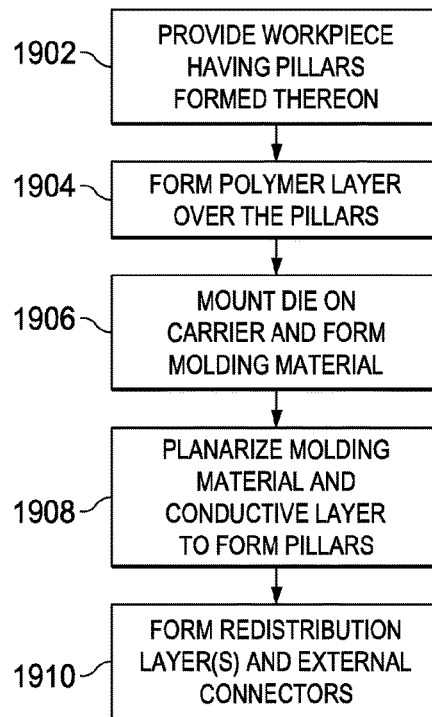 1902
PROVIDE WORKPIECE
HAVING PILLARS
FORMED THEREON
1904
FORM POLYMER LAYER
OVER THE PILLARS
1906
MOUNT DIE ON
CARRIER AND FORM
MOLDING MATERIAL
1908
PLANARIZE MOLDING
MATERIAL AND
CONDUCTIVE LAYER
TO FORM PILLARS
1910
FORM REDISTRIBUTION
LAYER(S) AND EXTERNAL
CONNECTORS